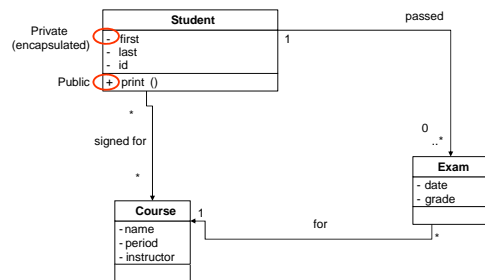 Student
passed
Private
(encapsulated)
- first
1
- last
- id
Public
+ print ()
*
signed for
0
..*
*
Exam
- date
- grade
Course
1
for
*
- name
- period
- instructor